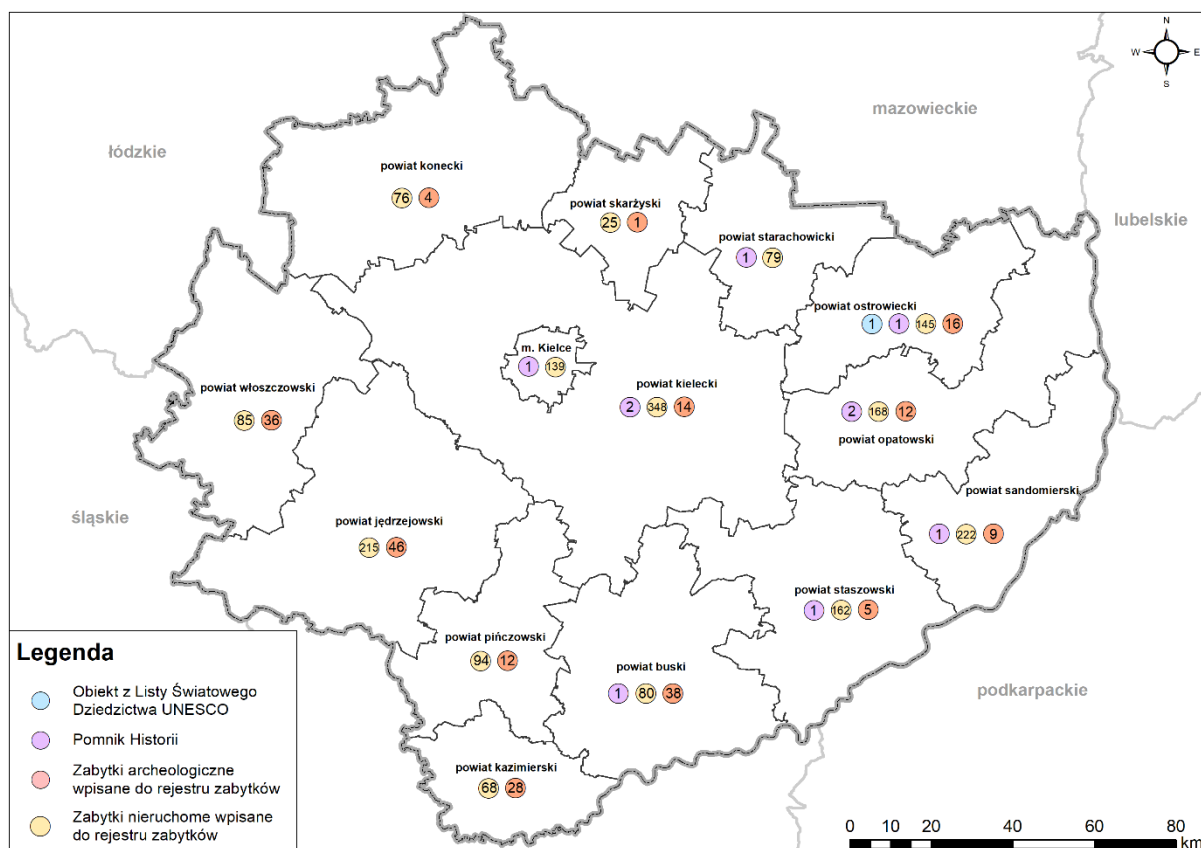 N
W E
S
mazowieckie
łódzkie
lubelskie
śląskie
podkarpackie
powiat konecki
76 4
powiat skarżyski
25 1
powiat starachowicki
1 79
powiat ostrowiecki
1 1 145 16
m. Kielce
1 139
powiat kielecki
2 348 14
powiat włoszczowski
85 36
2 168 12
powiat opatowski
powiat sandomierski
1 222 9
powiat jędrzejowski
215 46
powiat staszowski
1 162 5
powiat pińczowski
94 12
powiat buski
1 80 38
powiat kazimierski
68 28
Legenda
Obiekt z Listy Światowego
Dziedzictwa UNESCO
Pomnik Historii
Zabytki archeologiczne
wpisane do rejestru zabytków
Zabytki nieruchome wpisane
do rejestru zabytków
0 10 20 40 60 80
km